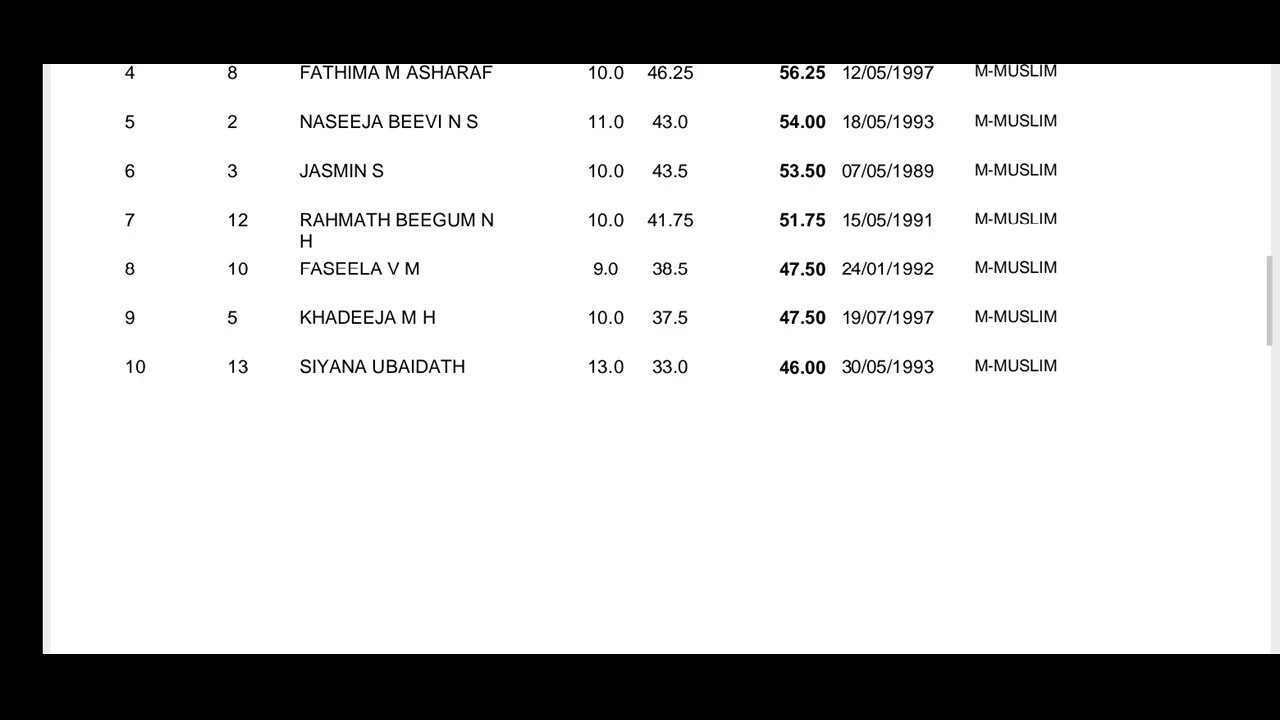 4 8 FATHIMA M ASHARAF 10.0 46.25 56.25 12/05/1997 M-MUSLIM
5 2 NASEEJA BEEVI N S 11.0 43.0 54.00 18/05/1993 M-MUSLIM
6 3 JASMIN S 10.0 43.5 53.50 07/05/1989 M-MUSLIM
7 12 RAHMATH BEEGUM N 10.0 41.75 51.75 15/05/1991 M-MUSLIM
H
8 10 FASEELA V M 9.0 38.5 47.50 24/01/1992 M-MUSLIM
9 5 KHADEEJA M H 10.0 37.5 47.50 19/07/1997 M-MUSLIM
10 13 SIYANA UBAIDATH 13.0 33.0 46.00 30/05/1993 M-MUSLIM